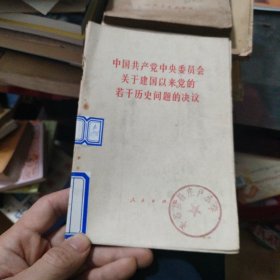 中国共产党中央委员会
关于建国以来党的
若干历史问题的决议
人民出版社